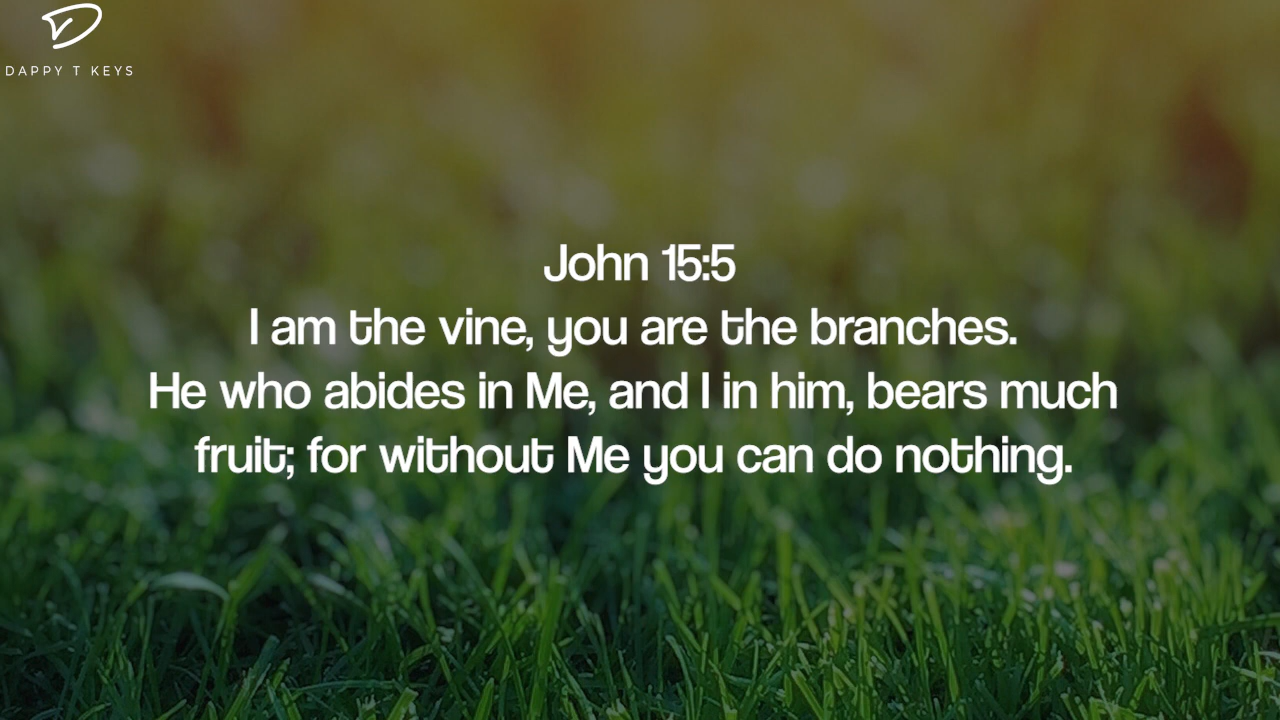 DAPPY T KEYS
John 15:5
I am the vine, you are the branches.
He who abides in Me, and I in him, bears much
fruit; for without Me you can do nothing.